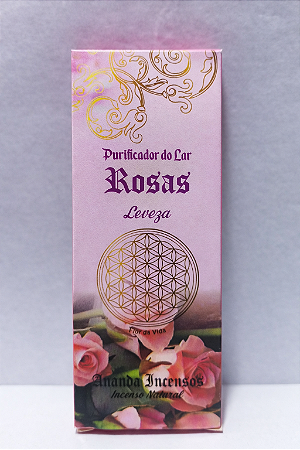 Purificador do Lar
Rosas
Leveza
Flor da Vida
Ananda Incensos
Incenso Natural